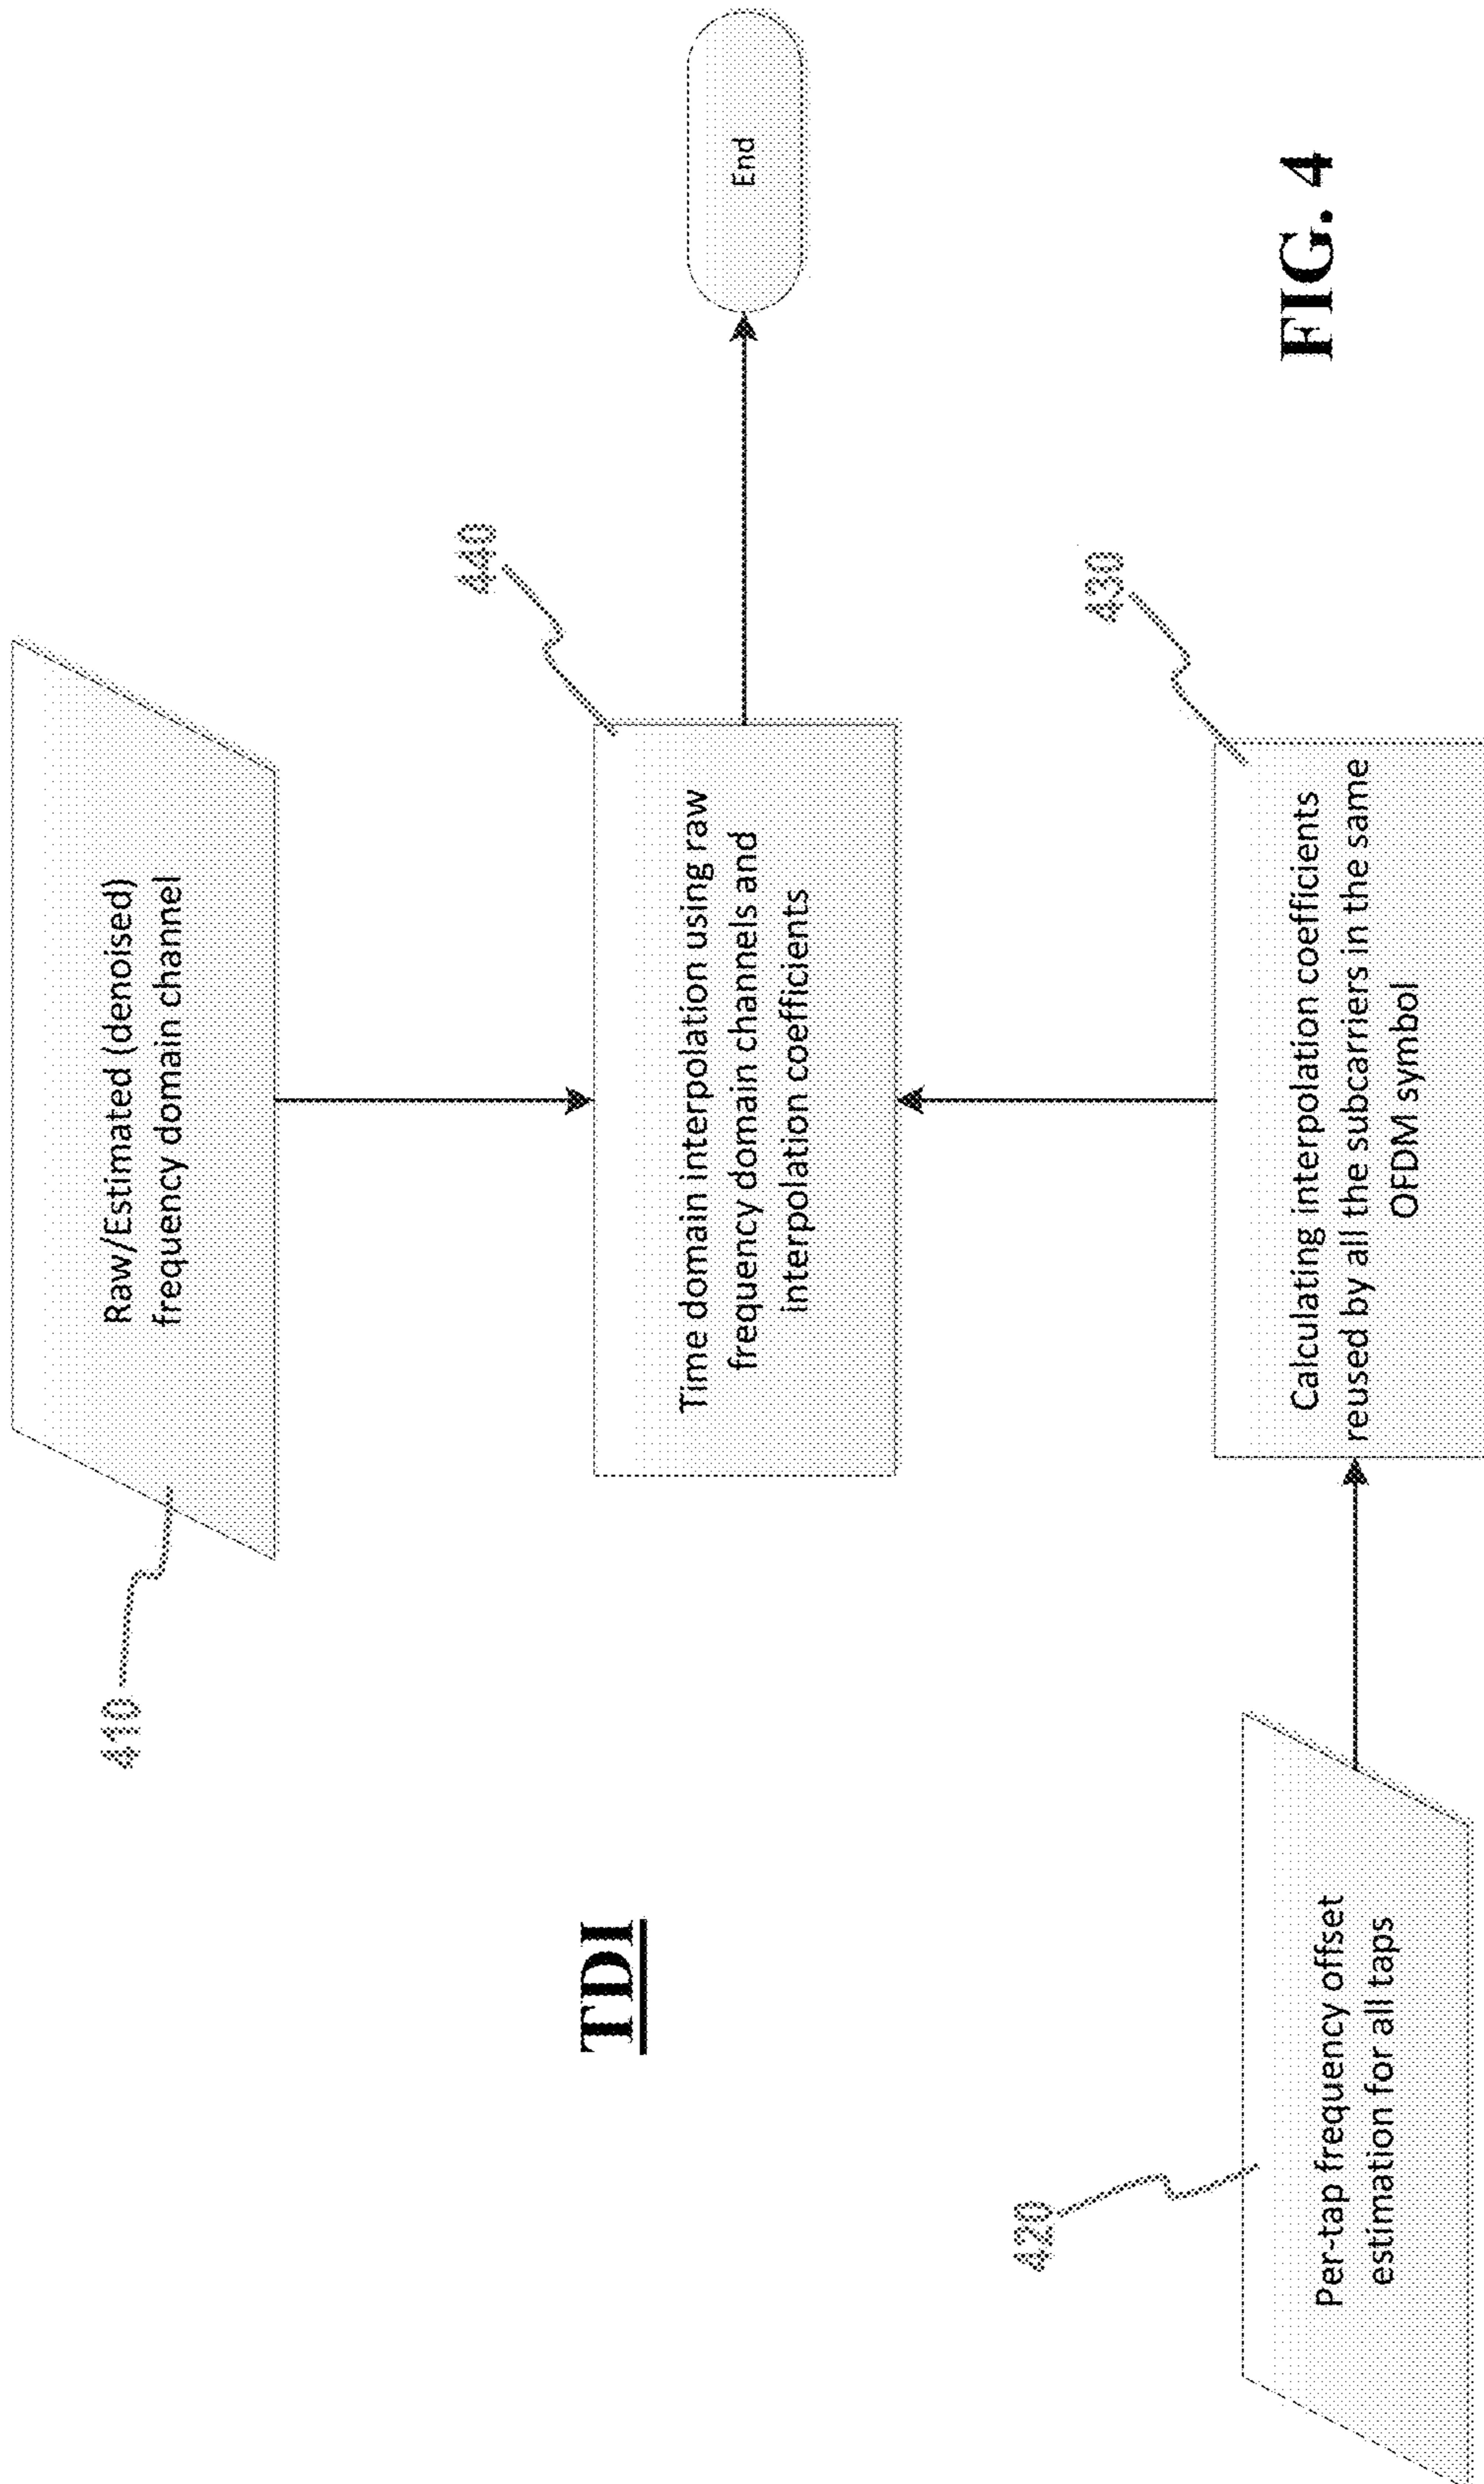 410
Raw/Estimated (denoised)
frequency domain channel
TDI
440
Time domain interpolation using raw
frequency domain channels and
interpolation coefficients
End
420
Per-tap frequency offset
estimation for all taps
430
Calculating interpolation coefficients
reused by all the subcarriers in the same
OFDM symbol
FIG. 4